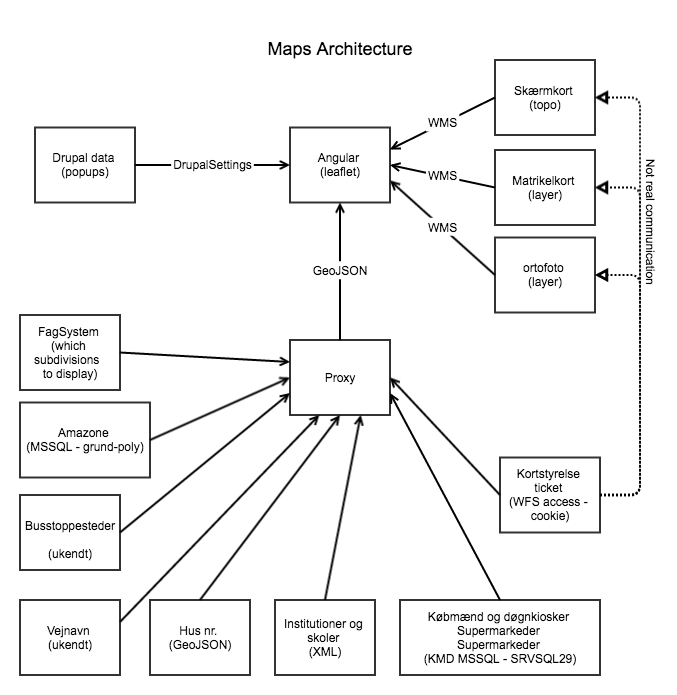 Maps Architecture
Skærmkort
(topo)
WMS
Drupal data
(popups)
DrupalSettings
Angular
(leaflet)
WMS
Matrikelkort
(layer)
Not real communication
WMS
ortofoto
(layer)
GeoJSON
FagSystem
(which
subdivisions
to display)
Proxy
Amazone
(MSSQL - grund-poly)
Kortstyrelse
ticket
(WFS access -
cookie)
Busstoppesteder
(ukendt)
Vejnavn
(ukendt)
Hus nr.
(GeoJSON)
Institutioner og
skoler
(XML)
Købmænd og døgnkiosker
Supermarkeder
Supermarkeder
(KMD MSSQL - SRVSQL29)